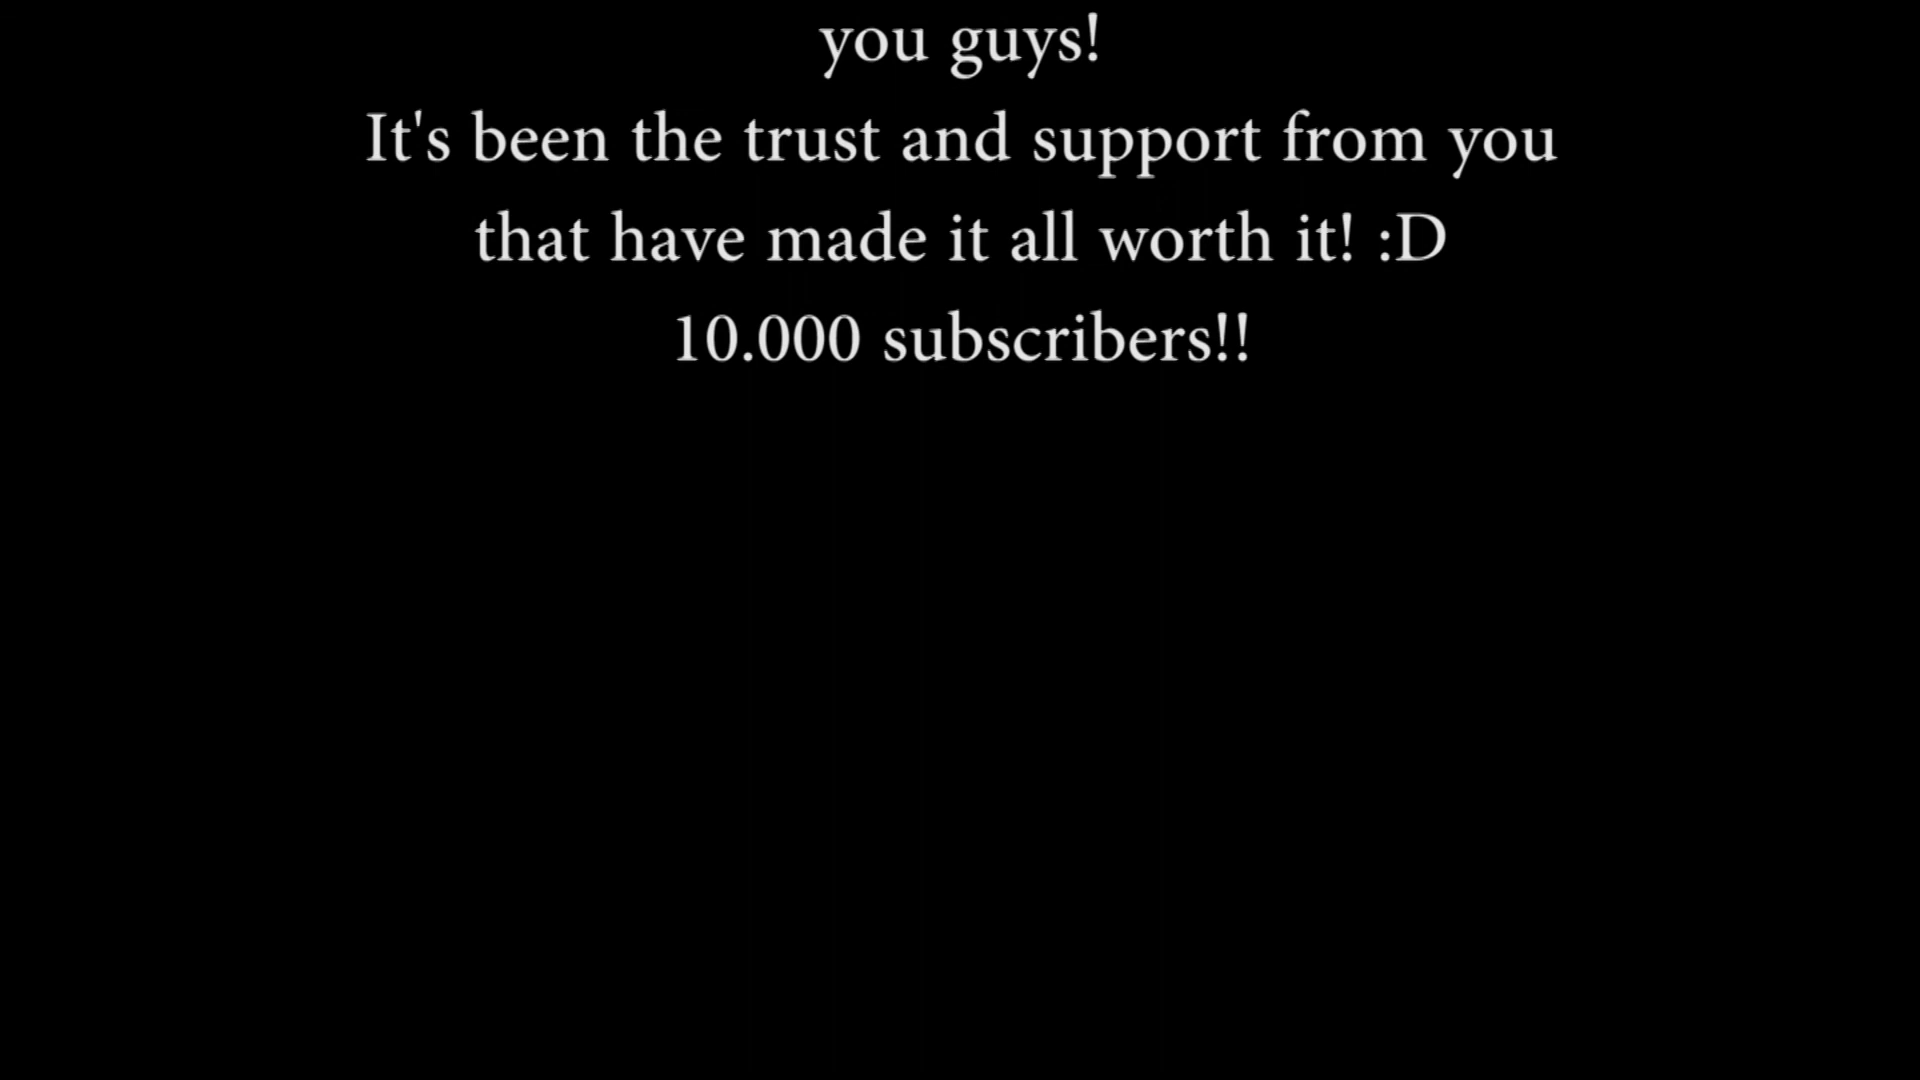 you guys!
It's been the trust and support from you
that have made it all worth it! :D
10.000 subscribers!!